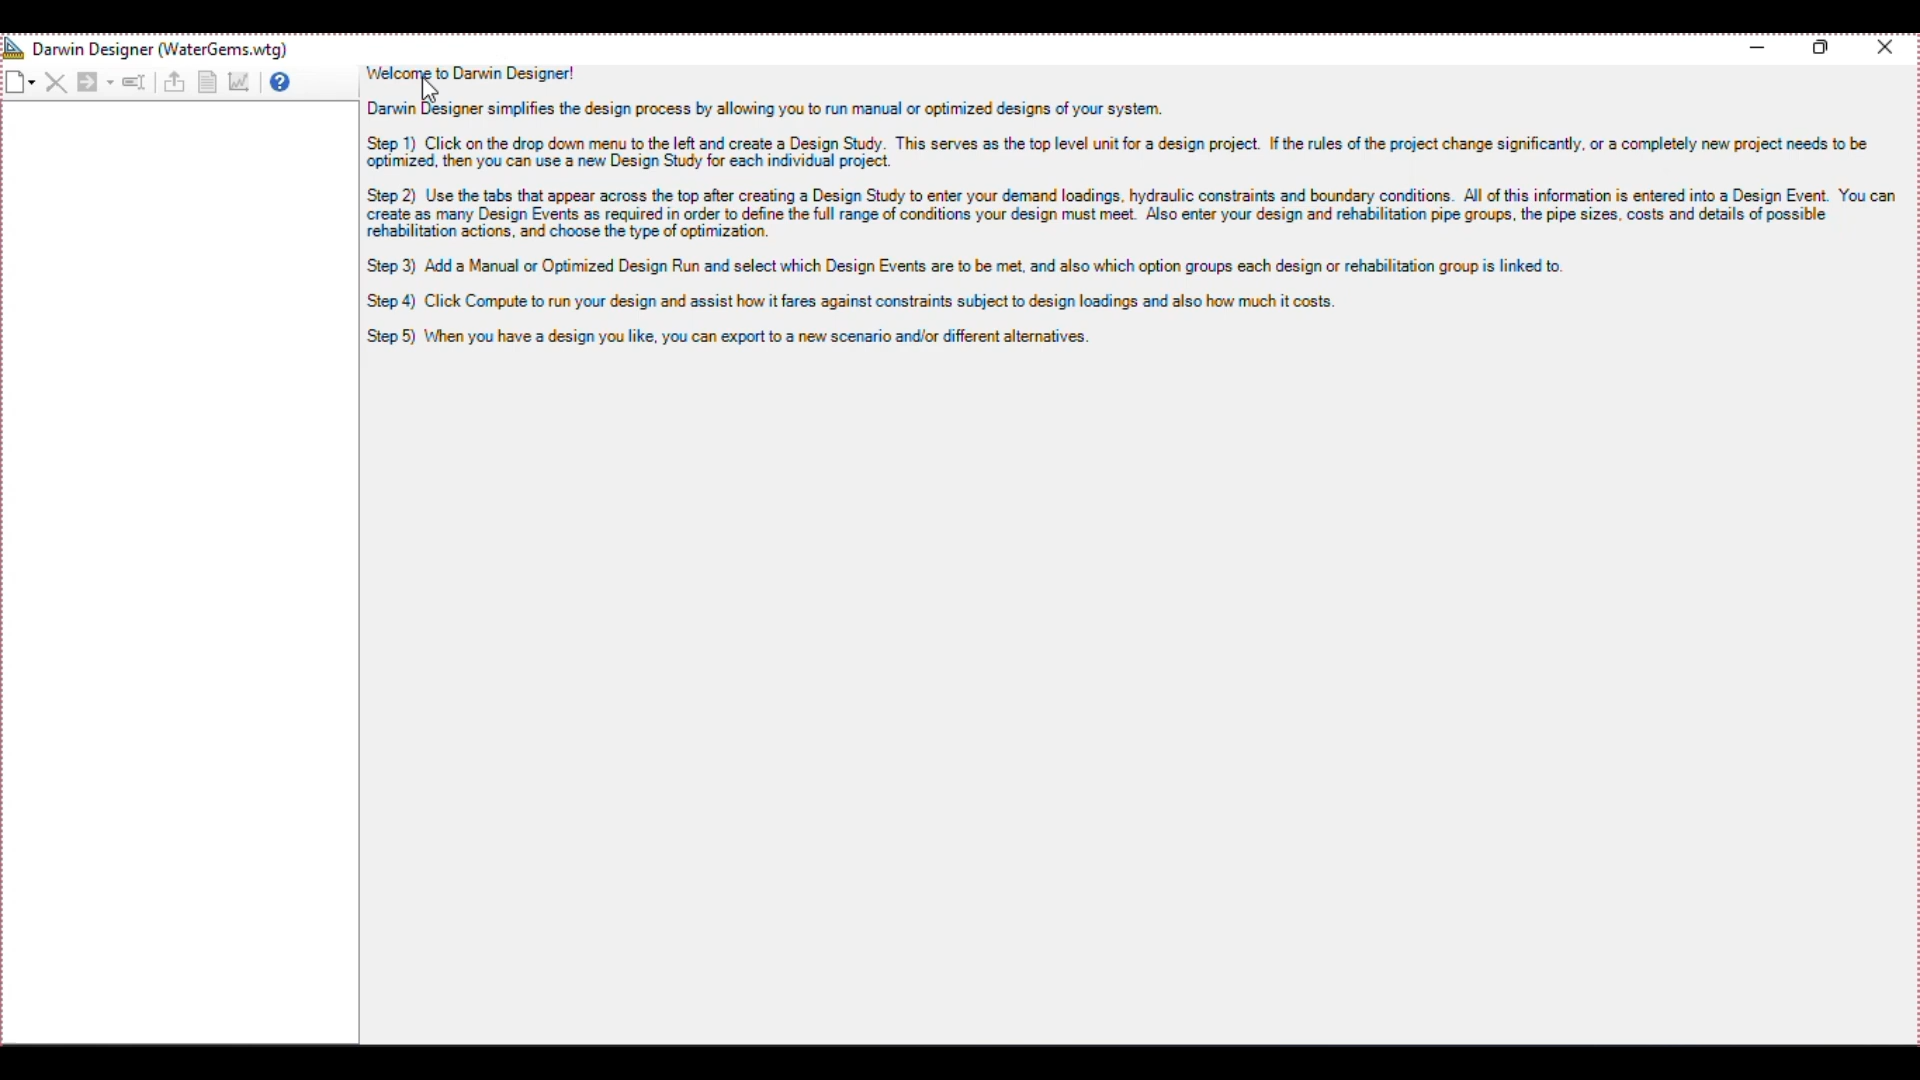 Darwin Designer (WaterGems.wtg)
Welcome to Darwin Designer!
Darwin Designer simplifies the design process by allowing you to run manual or optimized designs of your system.
Step 1)  Click on the drop down menu to the left and create a Design Study.  This serves as the top level unit for a design project.  If the rules of the project change significantly, or a completely new project needs to be
optimized, then you can use a new Design Study for each individual project.
Step 2)  Use the tabs that appear across the top after creating a Design Study to enter your demand loadings, hydraulic constraints and boundary conditions.  All of this information is entered into a Design Event.  You can
create as many Design Events as required in order to define the full range of conditions your design must meet.  Also enter your design and rehabilitation pipe groups, the pipe sizes, costs and details of possible
rehabilitation actions, and choose the type of optimization.
Step 3)  Add a Manual or Optimized Design Run and select which Design Events are to be met, and also which option groups each design or rehabilitation group is linked to.
Step 4)  Click Compute to run your design and assist how it fares against constraints subject to design loadings and also how much it costs.
Step 5)  When you have a design you like, you can export to a new scenario and/or different alternatives.